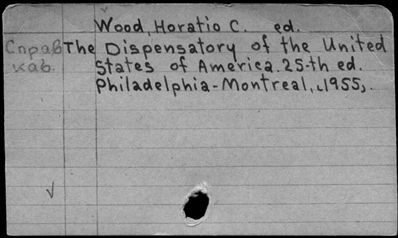 Wood, Horatio C. ed.
Справ The Dispensatory of the United
каб. States of America. 25-th ed.
Philadelphia-Montreal, [1955].